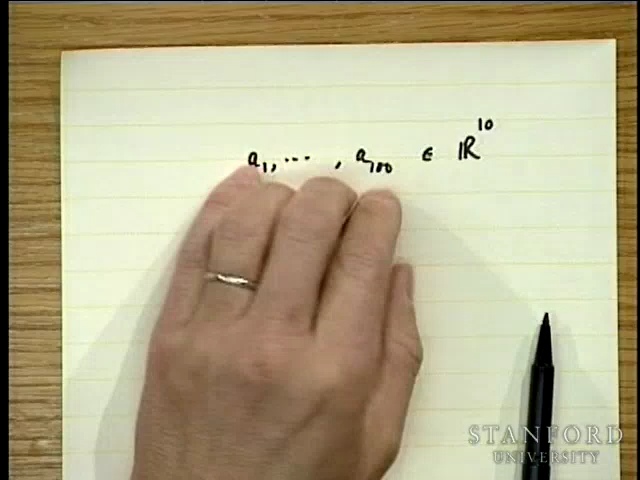 a₁, ⋯ , a₁₀₀ ∈ ℝ¹⁰
STANFORD
UNIVERSITY